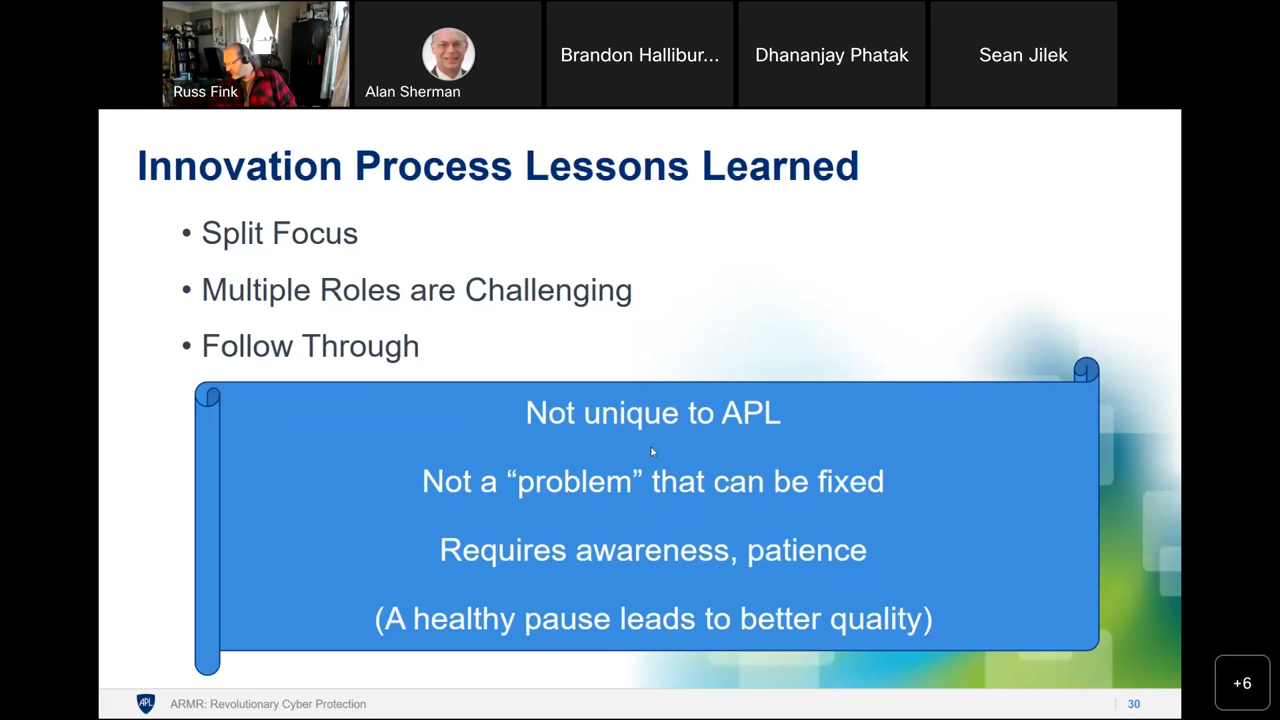 Russ Fink
Alan Sherman
Brandon Hallibur...
Dhananjay Phatak
Sean Jilek
Innovation Process Lessons Learned
• Split Focus
• Multiple Roles are Challenging
• Follow Through
Not unique to APL
Not a “problem” that can be fixed
Requires awareness, patience
(A healthy pause leads to better quality)
APL
ARMR: Revolutionary Cyber Protection
30
+6